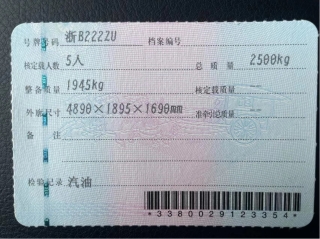 号牌号码 浙B222ZU 档案编号
核定载人数 5人 总质量 2500kg
整备质量 1945kg 核定载质量 --
外廓尺寸 4890×1895×1690mm 准牵引总质量 --
备注
检验记录 汽油
*3380029123354*